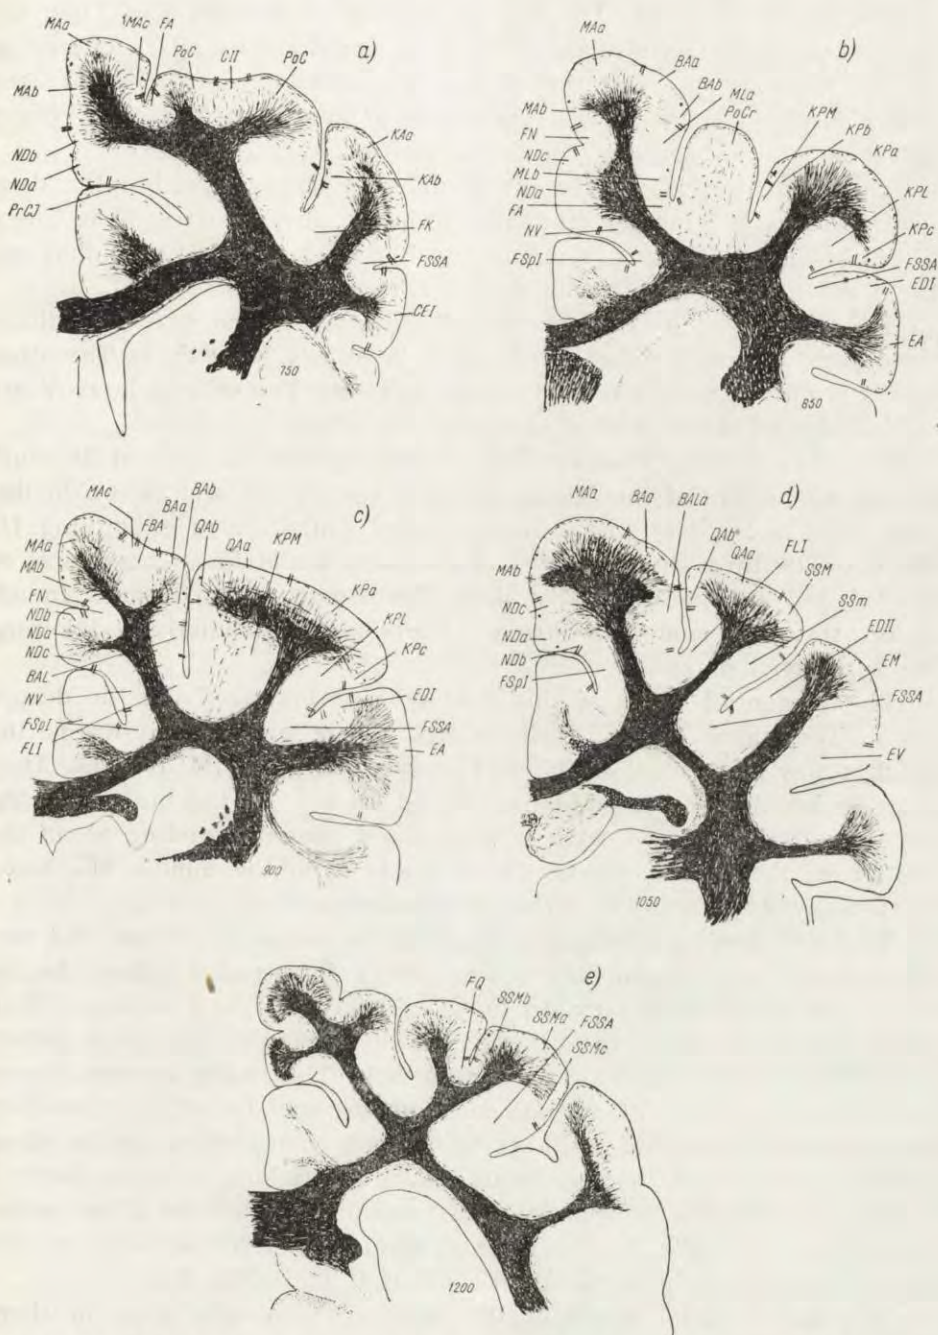 a)
MAa
MAc
FA
PoC
CII
PoC
MAb
NDb
NDa
PrCI
KAa
KAb
FK
FSSA
CEI
750
b)
MAa
BAa
BAb
MLa
PoCr
KPM
KPb
KPa
MAb
FN
NDc
MLb
NDa
FA
NV
FSpI
KPL
KPc
FSSA
EDI
EA
850
c)
MAc
FBA
BAa
BAb
QAb
QAa
KPM
MAa
MAb
FN
NDb
NDa
NDc
BAL
NV
FSpI
FLI
KPa
KPL
KPc
EDI
FSSA
EA
900
d)
MAa
BAa
BALa
QAb"
QAa
FLI
SSM
SSm
EDII
EM
FSSA
EV
MAb
NDc
NDa
NDb
FSpI
1050
e)
FQ
SSMb
SSMa
FSSA
SSMc
1200